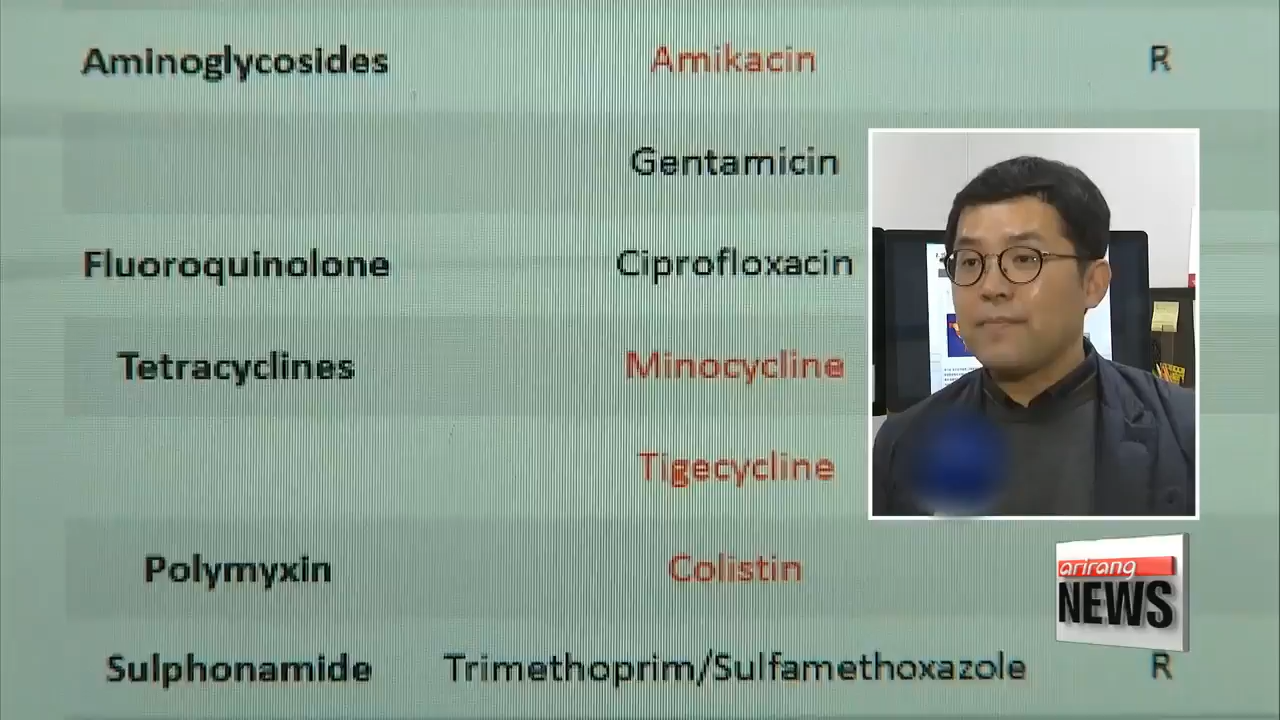 Aminoglycosides Amikacin R
Gentamicin
Fluoroquinolone Ciprofloxacin
Tetracyclines Minocycline
Tigecycline
Polymyxin Colistin
arirang
NEWS
Sulphonamide Trimethoprim/Sulfamethoxazole R